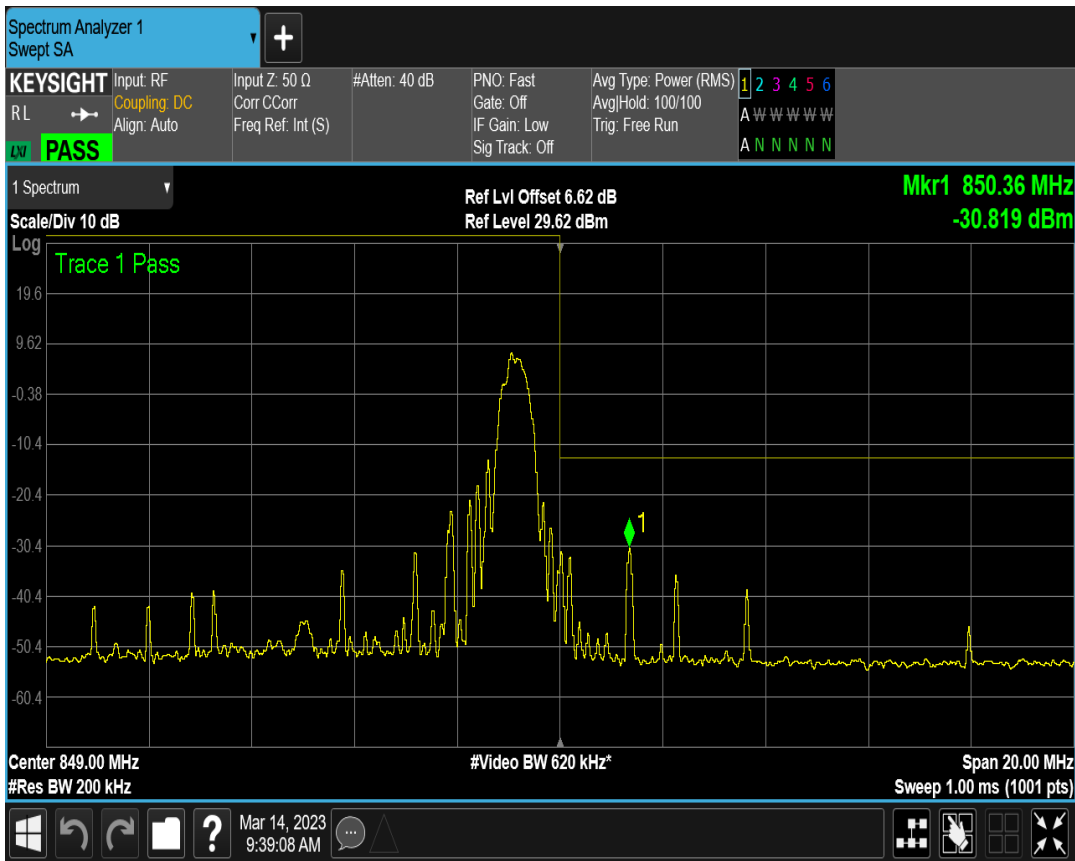 Spectrum Analyzer 1
Swept SA
+
KEYSIGHT
RL
LXI PASS
Input: RF
Coupling: DC
Align: Auto
Input Z: 50 Ω
Corr CCorr
Freq Ref: Int (S)
#Atten: 40 dB
PNO: Fast
Gate: Off
IF Gain: Low
Sig Track: Off
Avg Type: Power (RMS)
Avg|Hold: 100/100
Trig: Free Run
1 2 3 4 5 6
A W W W W W
A N N N N N
1 Spectrum
Scale/Div 10 dB
Ref Lvl Offset 6.62 dB
Ref Level 29.62 dBm
Mkr1 850.36 MHz
-30.819 dBm
Log
Trace 1 Pass
19.6
9.62
-0.38
-10.4
-20.4
-30.4
-40.4
-50.4
-60.4
1
Center 849.00 MHz
#Res BW 200 kHz
#Video BW 620 kHz*
Span 20.00 MHz
Sweep 1.00 ms (1001 pts)
?
Mar 14, 2023
9:39:08 AM